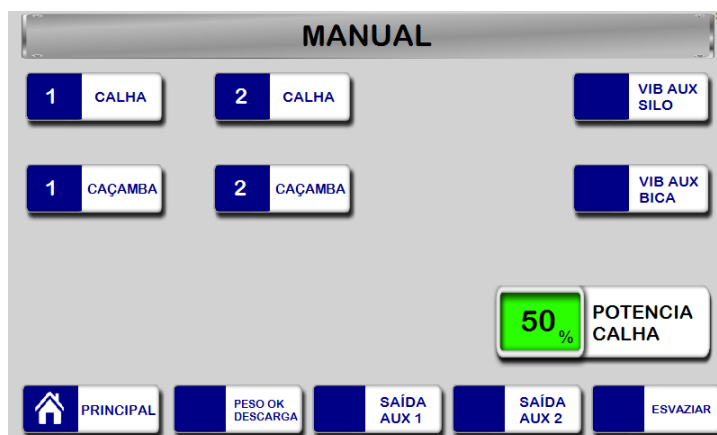 MANUAL
1 CALHA
2 CALHA
VIB AUX
SILO
1 CAÇAMBA
2 CAÇAMBA
VIB AUX
BICA
50 %
POTENCIA
CALHA
PRINCIPAL
PESO OK
DESCARGA
SAÍDA
AUX 1
SAÍDA
AUX 2
ESVAZIAR